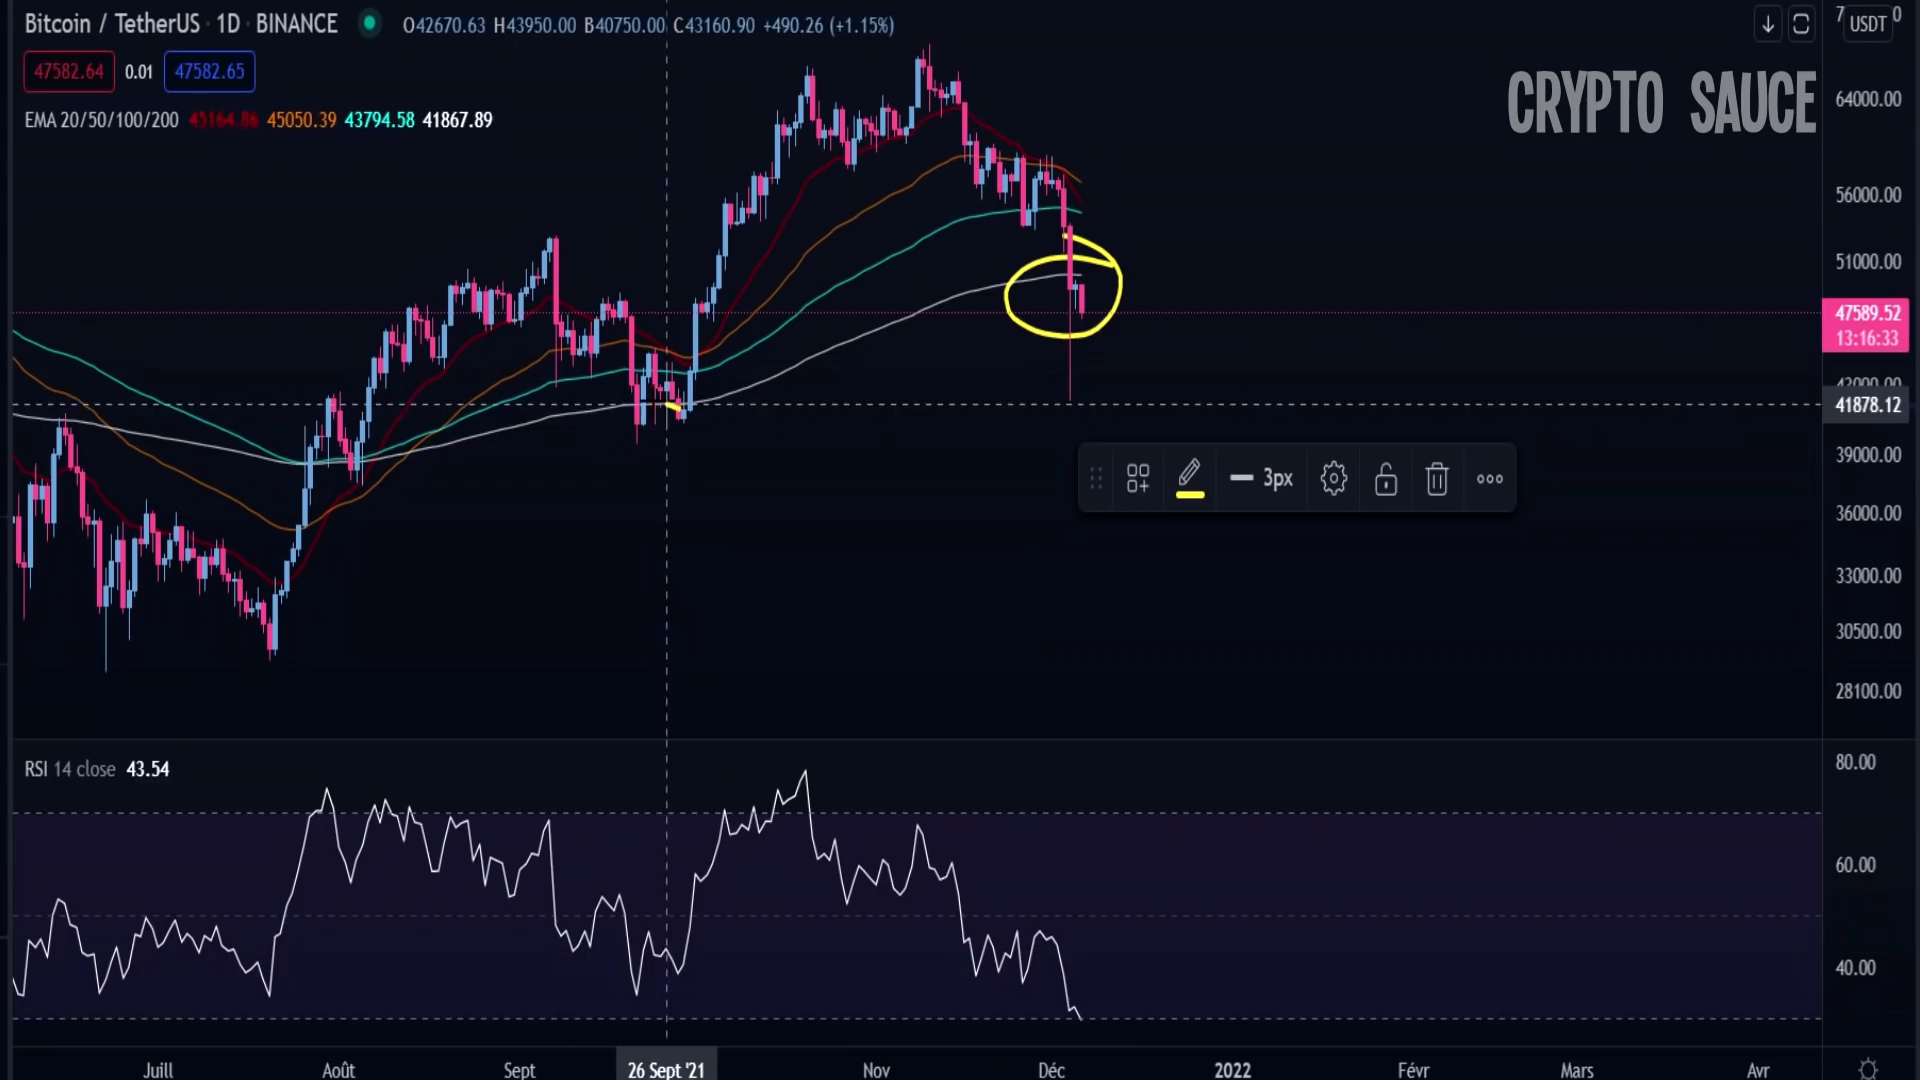 Bitcoin / TetherUS · 1D · BINANCE
O42670.63 H43950.00 B40750.00 C43160.90 +490.26 (+1.15%)
USDT
47582.64 0.01 47582.65
CRYPTO SAUCE
EMA 20/50/100/200 45164.86 45050.39 43794.58 41867.89
64000.00
56000.00
51000.00
47589.52
13:16:33
42000.00
41878.12
39000.00
36000.00
33000.00
30500.00
28100.00
3px
RSI 14 close 43.54
80.00
60.00
40.00
Juill Août Sept 26 Sept '21 Nov Déc 2022 Févr Mars Avr